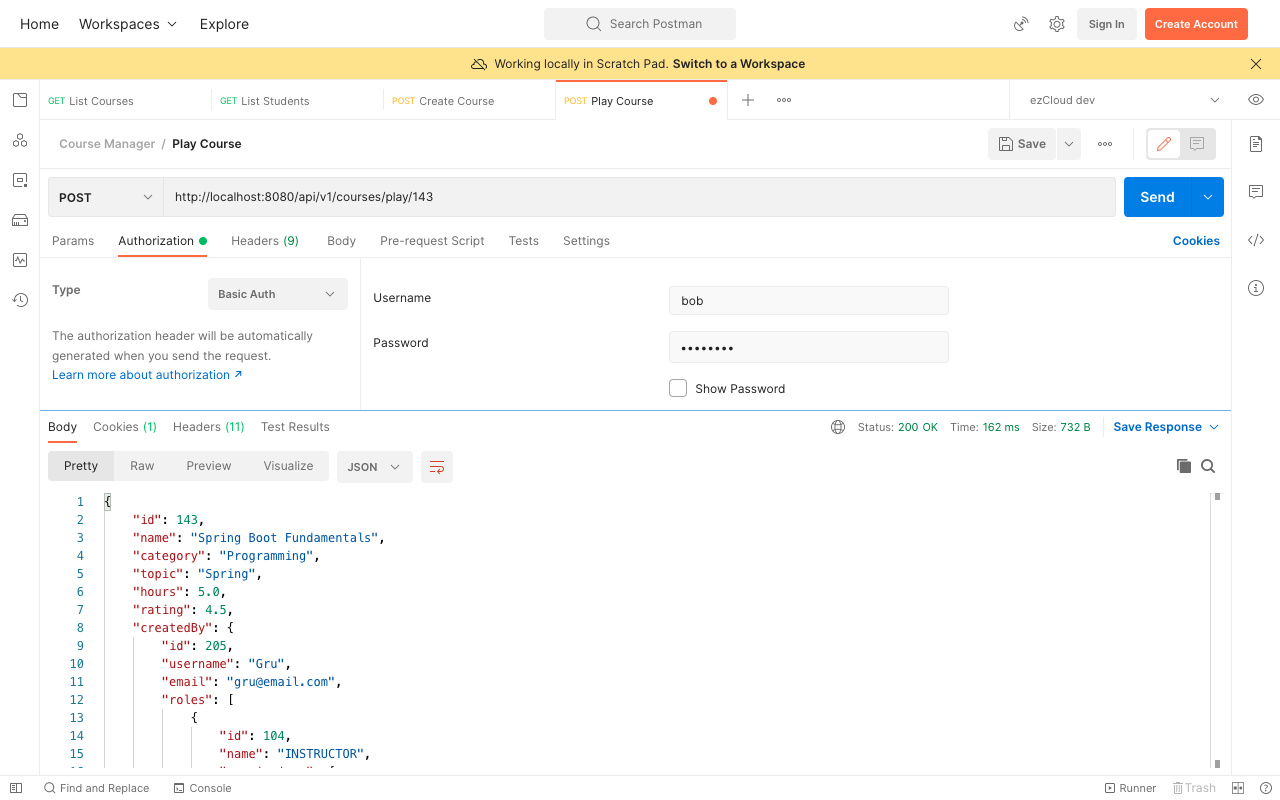 Home Workspaces Explore Search Postman Sign In Create Account
Working locally in Scratch Pad. Switch to a Workspace
GET List Courses GET List Students POST Create Course POST Play Course ezCloud dev
Course Manager / Play Course Save
POST http://localhost:8080/api/v1/courses/play/143 Send
Params Authorization Headers (9) Body Pre-request Script Tests Settings Cookies
Type Basic Auth
The authorization header will be automatically
generated when you send the request.
Learn more about authorization ↗
Username bob
Password ••••••••
Show Password
Body Cookies (1) Headers (11) Test Results Status: 200 OK Time: 162 ms Size: 732 B Save Response
Pretty Raw Preview Visualize JSON
1 {
2 "id": 143,
3 "name": "Spring Boot Fundamentals",
4 "category": "Programming",
5 "topic": "Spring",
6 "hours": 5.0,
7 "rating": 4.5,
8 "createdBy": {
9 "id": 205,
10 "username": "Gru",
11 "email": "gru@email.com",
12 "roles": [
13 {
14 "id": 104,
15 "name": "INSTRUCTOR",
Find and Replace Console Runner Trash